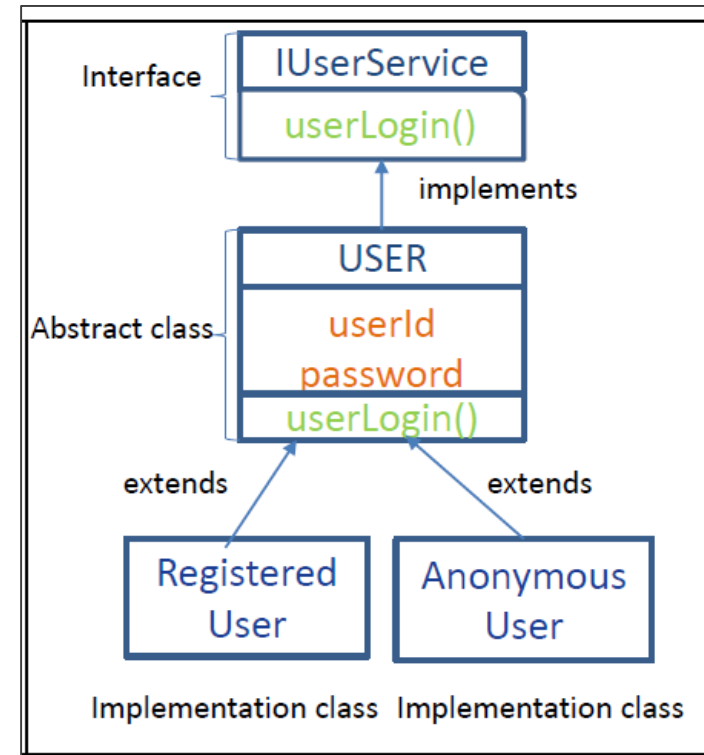 Interface
IUserService
userLogin()
implements
Abstract class
USER
userId
password
userLogin()
extends
extends
Registered
User
Anonymous
User
Implementation class
Implementation class